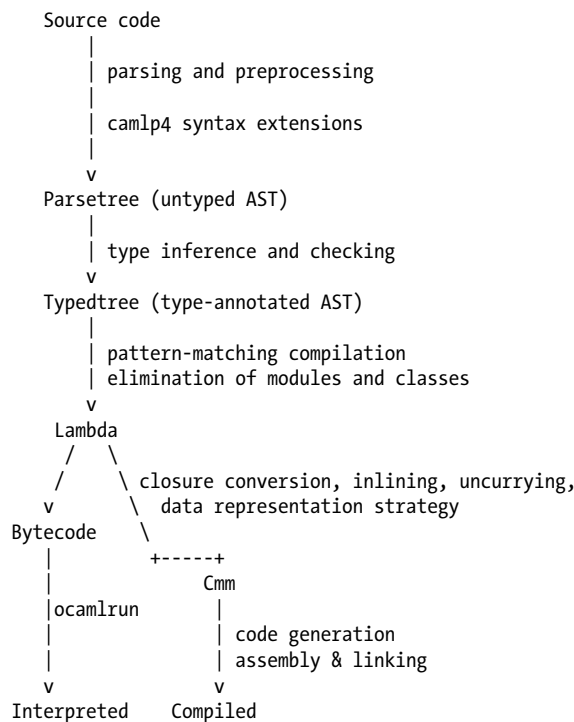 Source code
|
| parsing and preprocessing
|
| camlp4 syntax extensions
|
v
Parsetree (untyped AST)
|
| type inference and checking
v
Typedtree (type-annotated AST)
|
| pattern-matching compilation
| elimination of modules and classes
v
Lambda
/ \
/ \ closure conversion, inlining, uncurrying,
v \ data representation strategy
Bytecode \
| +-----+
| Cmm
|ocamlrun |
| | code generation
| | assembly & linking
v v
Interpreted Compiled